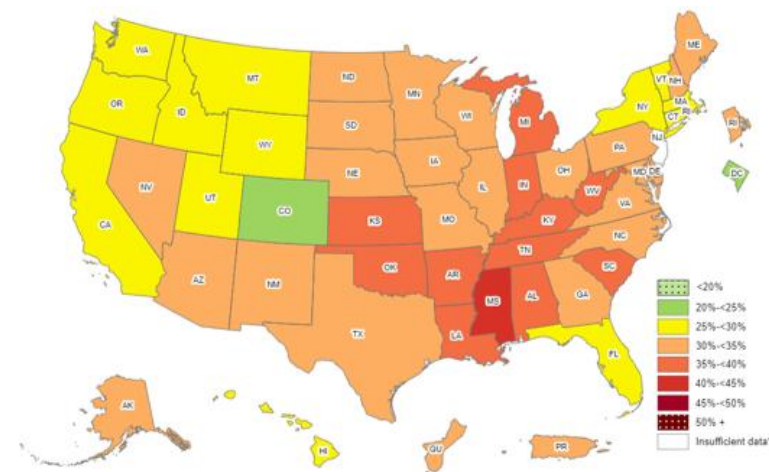 ME
WA
MT
ND
VT
NH
MN
OR
NY
MA
ID
WI
CT
RI
SD
MI
RI
WY
PA
NJ
IA
NE
OH
MD
DE
DC
NV
IL
IN
UT
WV
CO
VA
CA
KS
MO
KY
NC
TN
OK
AR
SC
AZ
NM
MS
AL
GA
<20%
20%-<25%
LA
25%-<30%
TX
30%-<35%
FL
35%-<40%
40%-<45%
AK
45%-<50%
50% +
HI
GU
PR
Insufficient data*